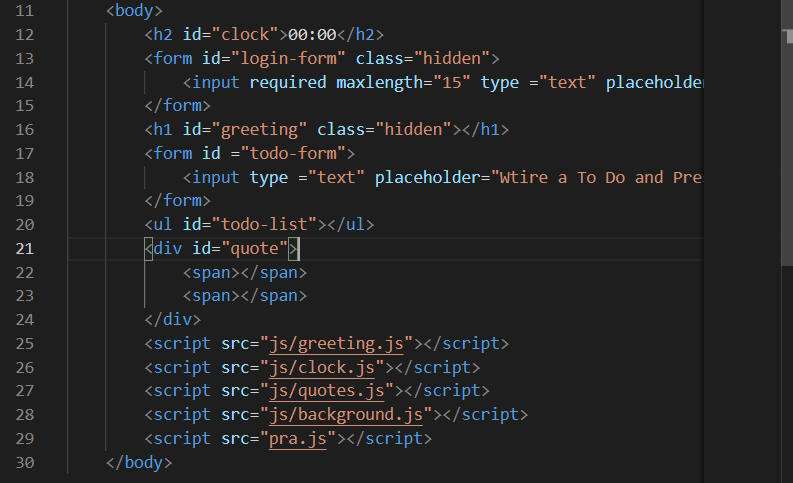 11 <body>
12 <h2 id="clock">00:00</h2>
13 <form id="login-form" class="hidden">
14 <input required maxlength="15" type ="text" placeholder
15 </form>
16 <h1 id="greeting" class="hidden"></h1>
17 <form id ="todo-form">
18 <input type ="text" placeholder="Wtire a To Do and Pre
19 </form>
20 <ul id="todo-list"></ul>
21 <div id="quote">
22 <span></span>
23 <span></span>
24 </div>
25 <script src="js/greeting.js"></script>
26 <script src="js/clock.js"></script>
27 <script src="js/quotes.js"></script>
28 <script src="js/background.js"></script>
29 <script src="pra.js"></script>
30 </body>